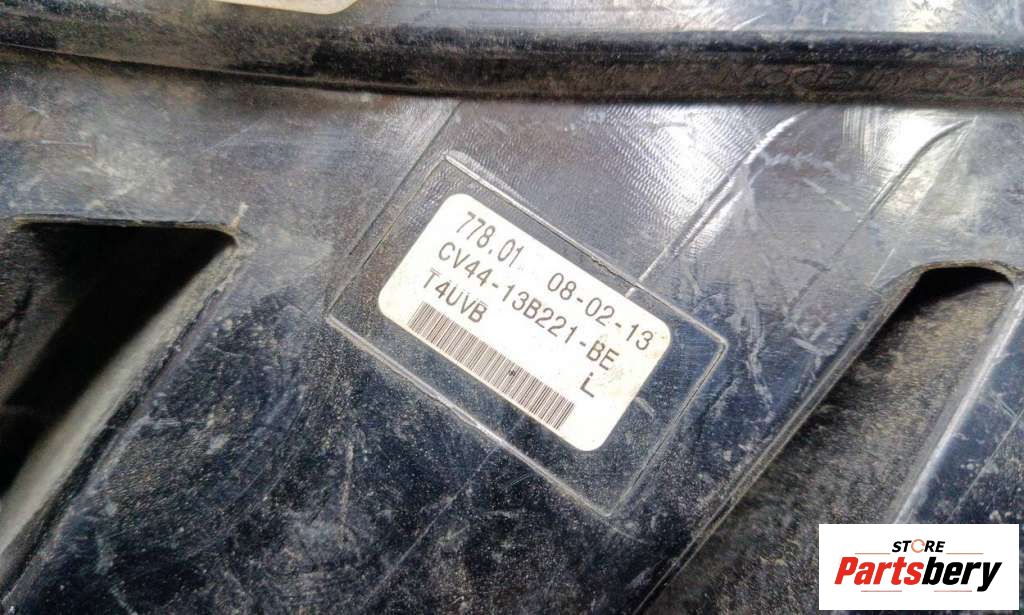 778.01 08-02-13
CV44-13B221-BE
T4UVB L
STORE
Partsbery